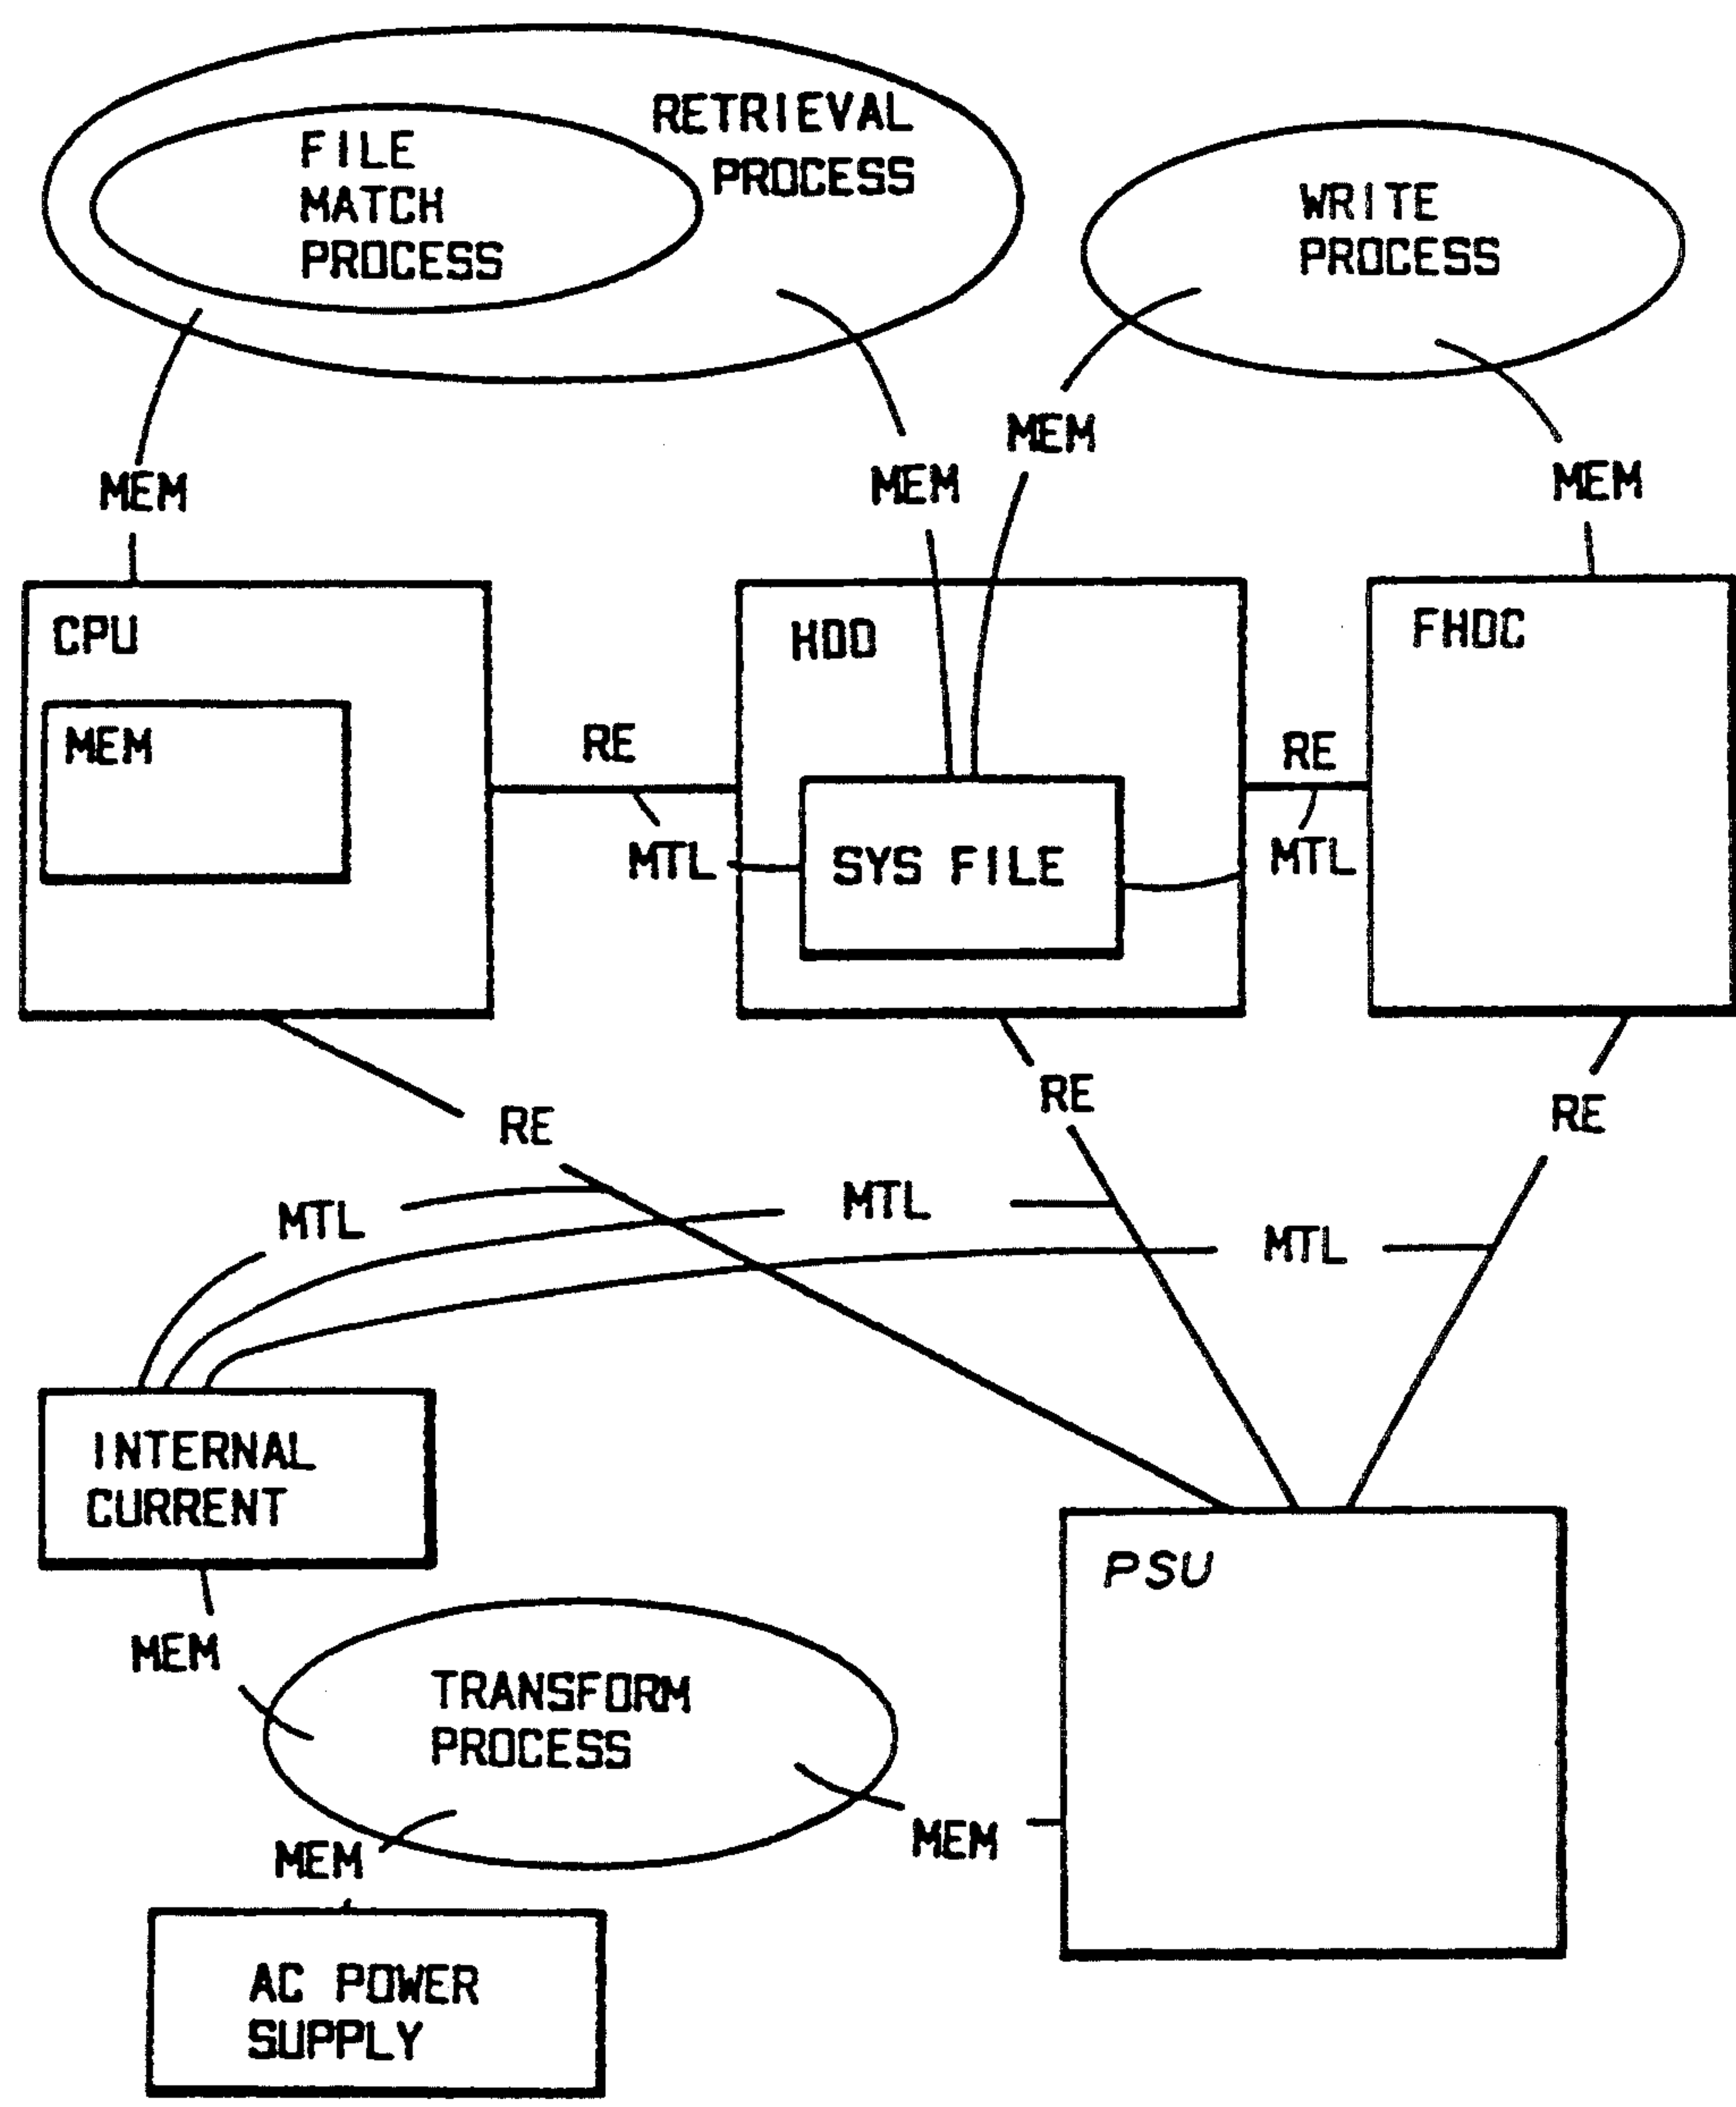 RETRIEVAL
PROCESS
FILE
MATCH
PROCESS
WRITE
PROCESS
MEM
MEM
MEM
MEM
CPU
MEM
HDD
FHDC
RE
RE
MTL
SYS FILE
MTL
RE
RE
RE
MTL
MTL
MTL
INTERNAL
CURRENT
PSU
MEM
TRANSFORM
PROCESS
MEM
MEM
AC POWER
SUPPLY